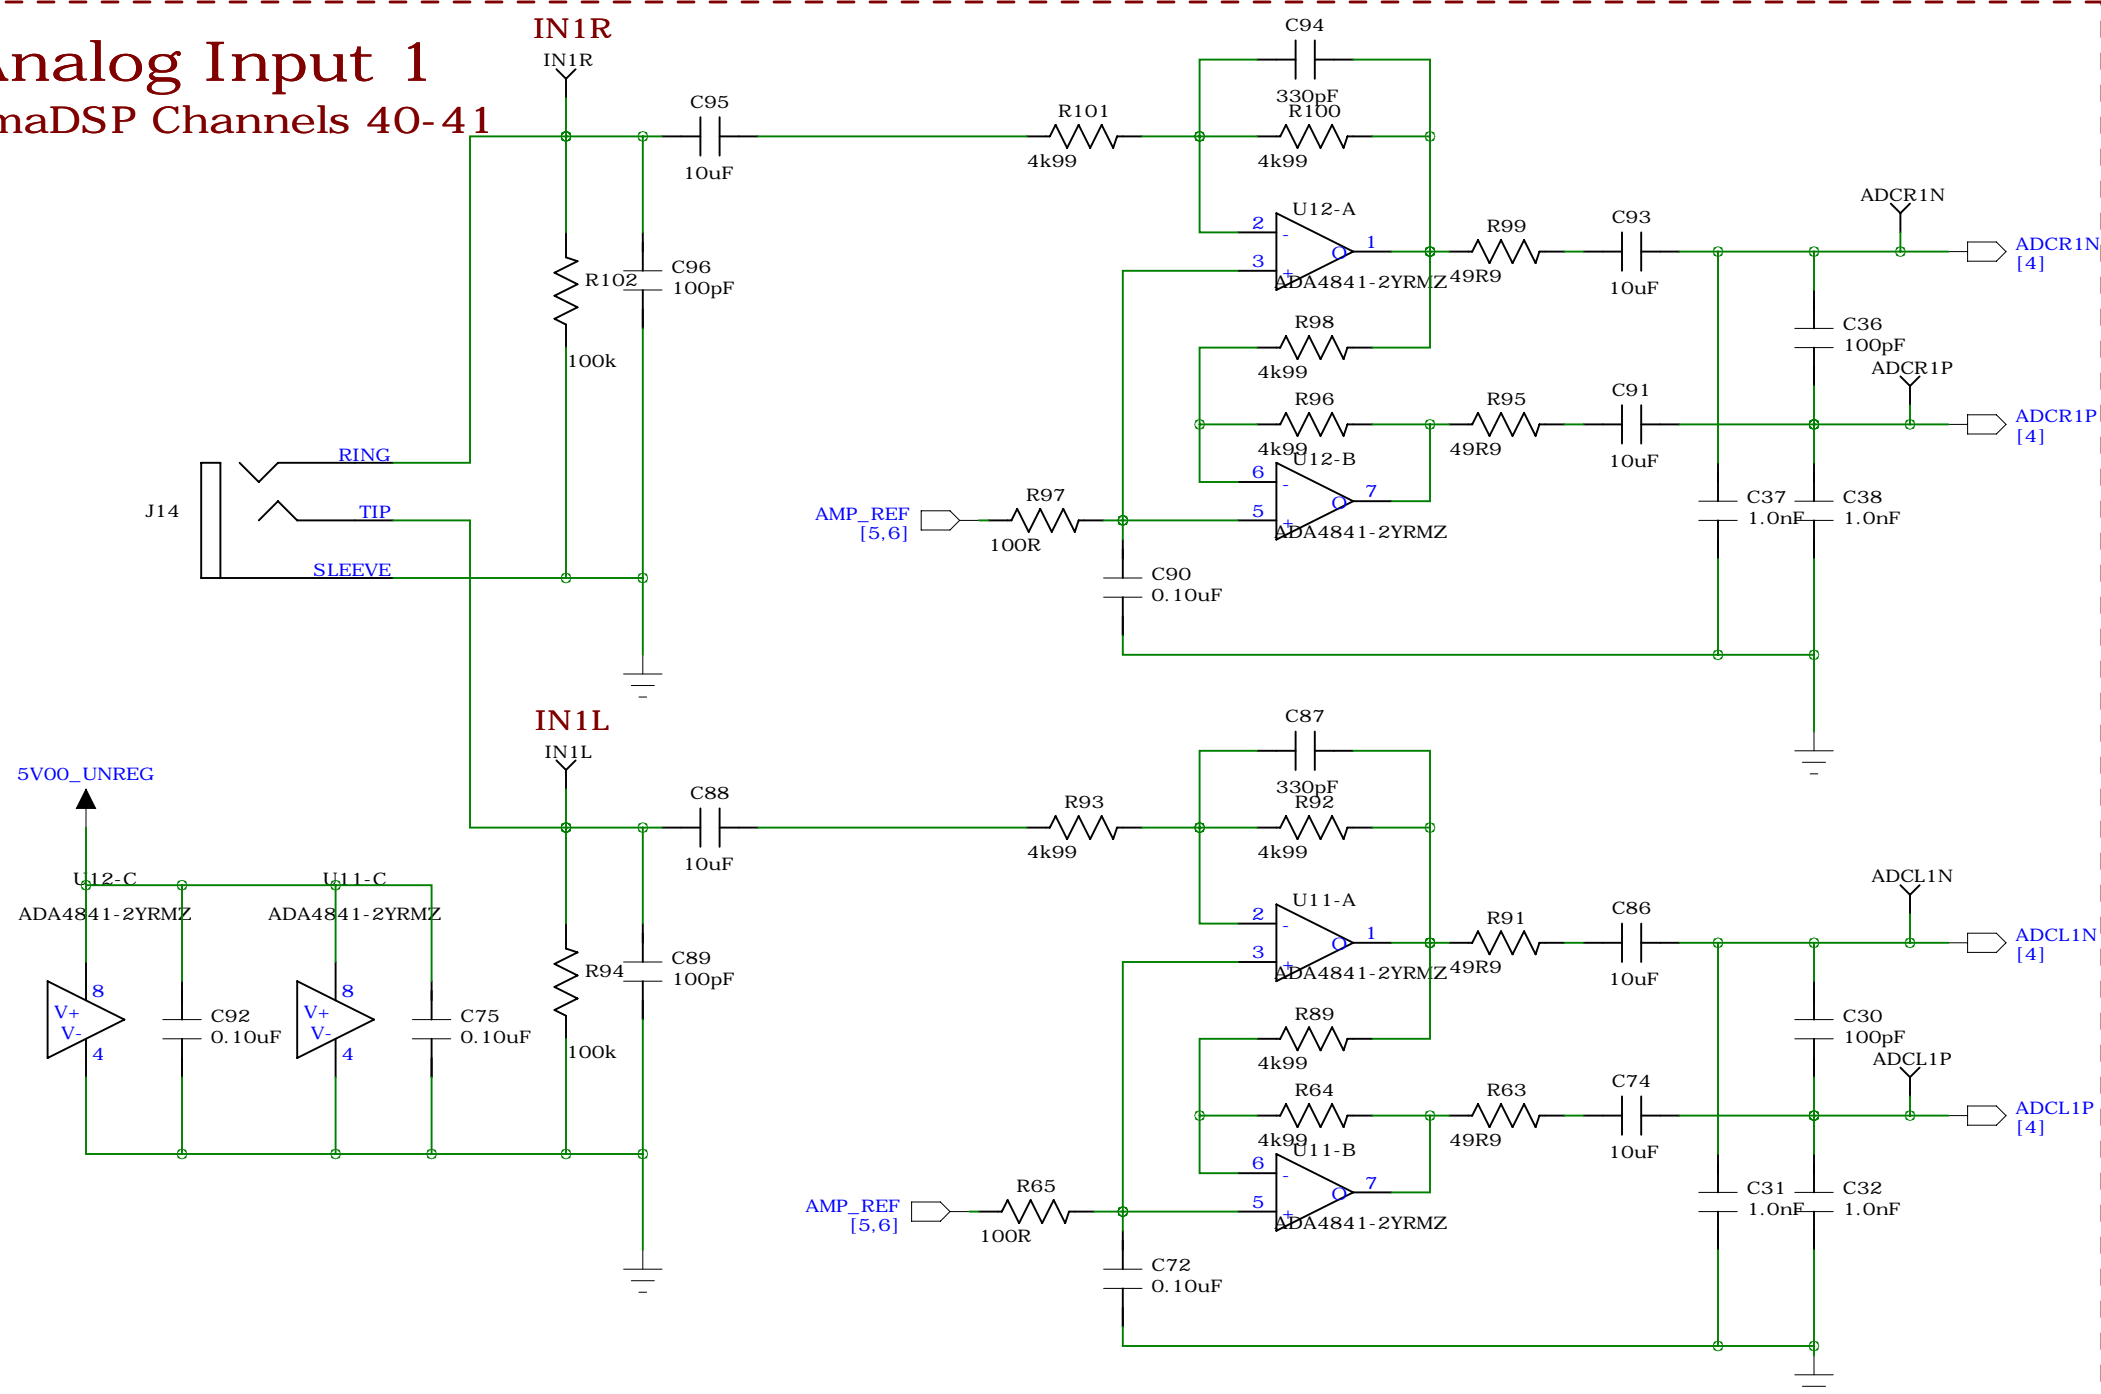 Analog Input 1
maDSP Channels 40-41
IN1R
IN1R
C94
330pF
C95
10uF
R101
4k99
R100
4k99
R102
100k
C96
100pF
U12-A
2
3
1
-
+
O
ADA4841-2YRMZ
R99
49R9
C93
10uF
ADCR1N
ADCR1N
[4]
R98
4k99
R96
4k99
R95
49R9
C91
10uF
C36
100pF
ADCR1P
ADCR1P
[4]
J14
RING
TIP
SLEEVE
U12-B
6
5
7
-
+
O
ADA4841-2YRMZ
AMP_REF
[5,6]
R97
100R
C90
0.10uF
C37
1.0nF
C38
1.0nF
IN1L
IN1L
C87
330pF
5V00_UNREG
C88
10uF
R93
4k99
R92
4k99
U12-C
ADA4841-2YRMZ
8
V+
V-
4
C92
0.10uF
U11-C
ADA4841-2YRMZ
8
V+
V-
4
C75
0.10uF
R94
100k
C89
100pF
U11-A
2
3
1
-
+
O
ADA4841-2YRMZ
R91
49R9
C86
10uF
ADCL1N
ADCL1N
[4]
R89
4k99
R64
4k99
R63
49R9
C74
10uF
C30
100pF
ADCL1P
ADCL1P
[4]
U11-B
6
5
7
-
+
O
ADA4841-2YRMZ
AMP_REF
[5,6]
R65
100R
C72
0.10uF
C31
1.0nF
C32
1.0nF